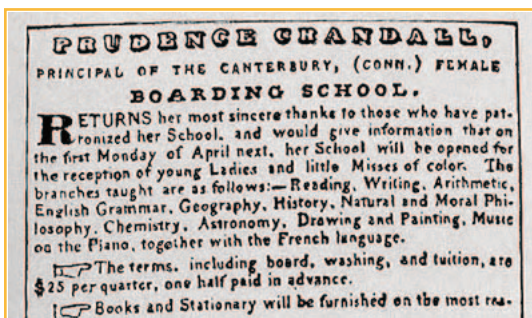 PRUDENCE CRANDALL,
PRINCIPAL OF THE CANTERBURY, (CONN.) FEMALE
BOARDING SCHOOL.
RETURNS her most sincere thanks to those who have pat-
ronized her School, and would give information that on
the first Monday of April next, her School will be opened for
the reception of young Ladies and little Misses of color. The
branches taught are as follows:—Reading, Writing, Arithmetic,
English Grammar, Geography, History, Natural and Moral Phi-
losophy, Chemistry, Astronomy, Drawing and Painting, Music
on the Piano, together with the French language.
☞The terms, including board, washing, and tuition, are
$25 per quarter, one half paid in advance.
☞Books and Stationary will be furnished on the most rea-